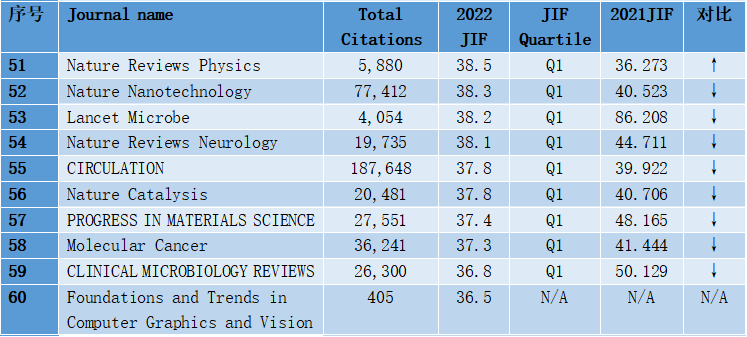 序号 Journal name Total Citations 2022 JIF JIF Quartile 2021JIF 对比
51 Nature Reviews Physics 5,880 38.5 Q1 36.273 ↑
52 Nature Nanotechnology 77,412 38.3 Q1 40.523 ↓
53 Lancet Microbe 4,054 38.2 Q1 86.208 ↓
54 Nature Reviews Neurology 19,735 38.1 Q1 44.711 ↓
55 CIRCULATION 187,648 37.8 Q1 39.922 ↓
56 Nature Catalysis 20,481 37.8 Q1 40.706 ↓
57 PROGRESS IN MATERIALS SCIENCE 27,551 37.4 Q1 48.165 ↓
58 Molecular Cancer 36,241 37.3 Q1 41.444 ↓
59 CLINICAL MICROBIOLOGY REVIEWS 26,300 36.8 Q1 50.129 ↓
60 Foundations and Trends in 405 36.5 N/A N/A N/A
Computer Graphics and Vision